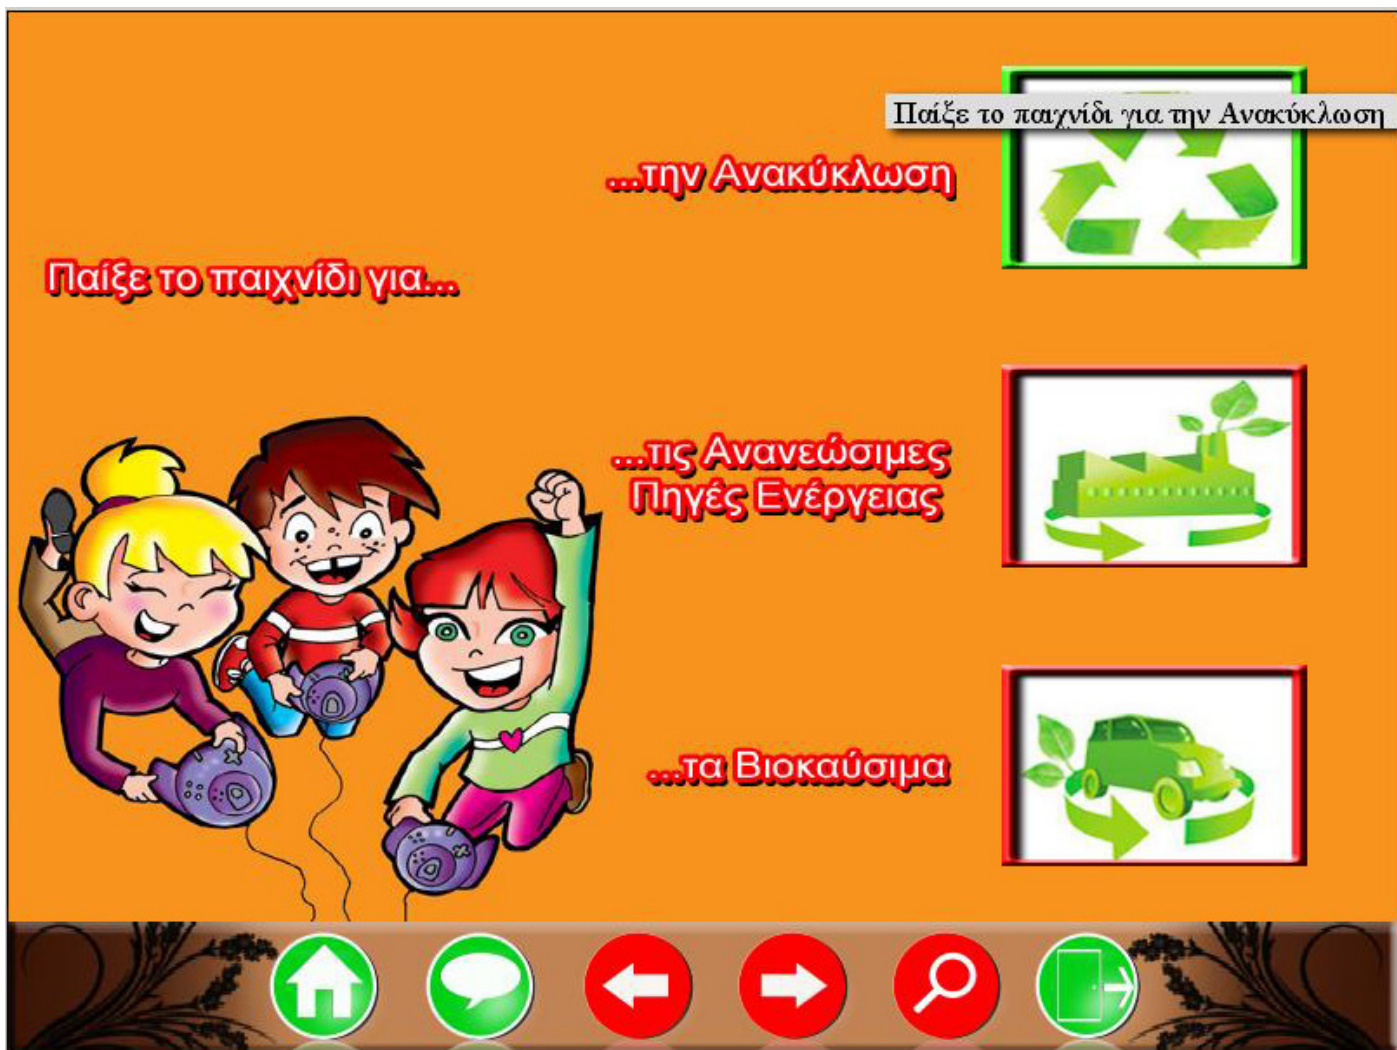 Παίξε το παιχνίδι για την Ανακύκλωση
...την Ανακύκλωση
Παίξε το παιχνίδι για...
...τις Ανανεώσιμες
Πηγές Ενέργειας
...τα Βιοκαύσιμα